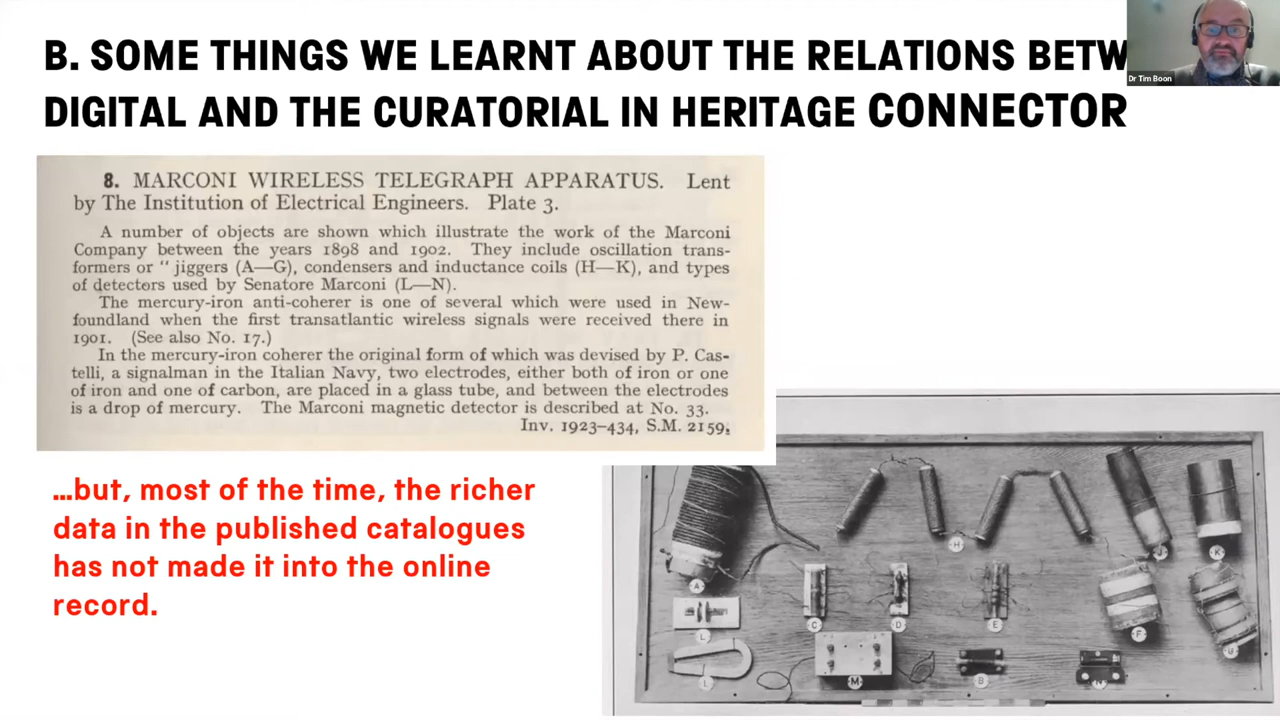 B. SOME THINGS WE LEARNT ABOUT THE RELATIONS BETW
DIGITAL AND THE CURATORIAL IN HERITAGE CONNECTOR
Dr Tim Boon
8. MARCONI WIRELESS TELEGRAPH APPARATUS. Lent
by The Institution of Electrical Engineers. Plate 3.
A number of objects are shown which illustrate the work of the Marconi
Company between the years 1898 and 1902. They include oscillation trans-
formers or “ jiggers (A—G), condensers and inductance coils (H—K), and types
of detectors used by Senatore Marconi (L—N).
The mercury-iron anti-coherer is one of several which were used in New-
foundland when the first transatlantic wireless signals were received there in
1901. (See also No. 17.)
In the mercury-iron coherer the original form of which was devised by P. Cas-
telli, a signalman in the Italian Navy, two electrodes, either both of iron or one
of iron and one of carbon, are placed in a glass tube, and between the electrodes
is a drop of mercury. The Marconi magnetic detector is described at No. 33.
Inv. 1923–434, S.M. 2159.
...but, most of the time, the richer
data in the published catalogues
has not made it into the online
record.
H
J
K
A
C
D
E
F
L
G
L
M
B
N